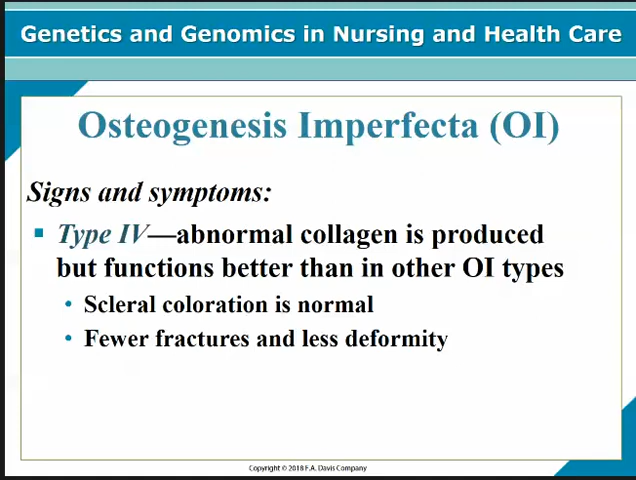 Genetics and Genomics in Nursing and Health Care
Osteogenesis Imperfecta (OI)
Signs and symptoms:
▪ Type IV—abnormal collagen is produced
but functions better than in other OI types
• Scleral coloration is normal
• Fewer fractures and less deformity
Copyright © 2018 F.A. Davis Company